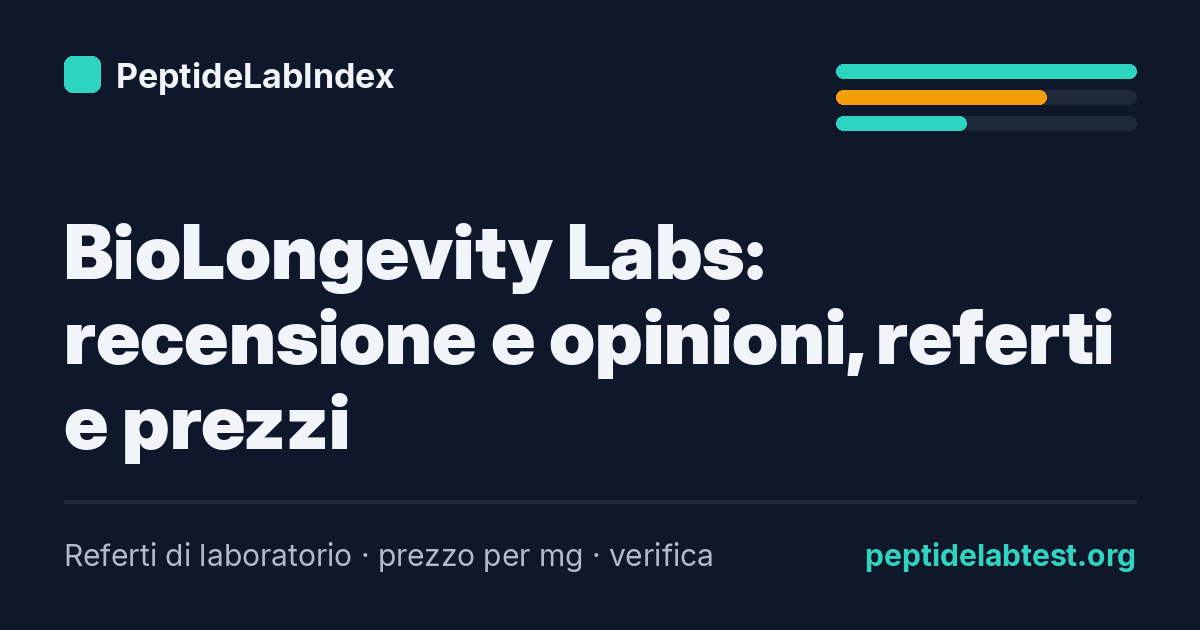 PeptideLabIndex
BioLongevity Labs:
recensione e opinioni, referti
e prezzi
Referti di laboratorio · prezzo per mg · verifica
peptidelabtest.org